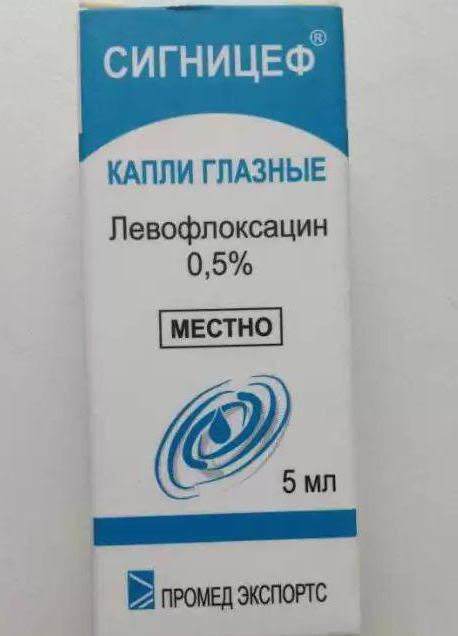 СИГНИЦЕФ®
КАПЛИ ГЛАЗНЫЕ
Левофлоксацин
0,5%
МЕСТНО
5 мл
ПРОМЕД ЭКСПОРТС